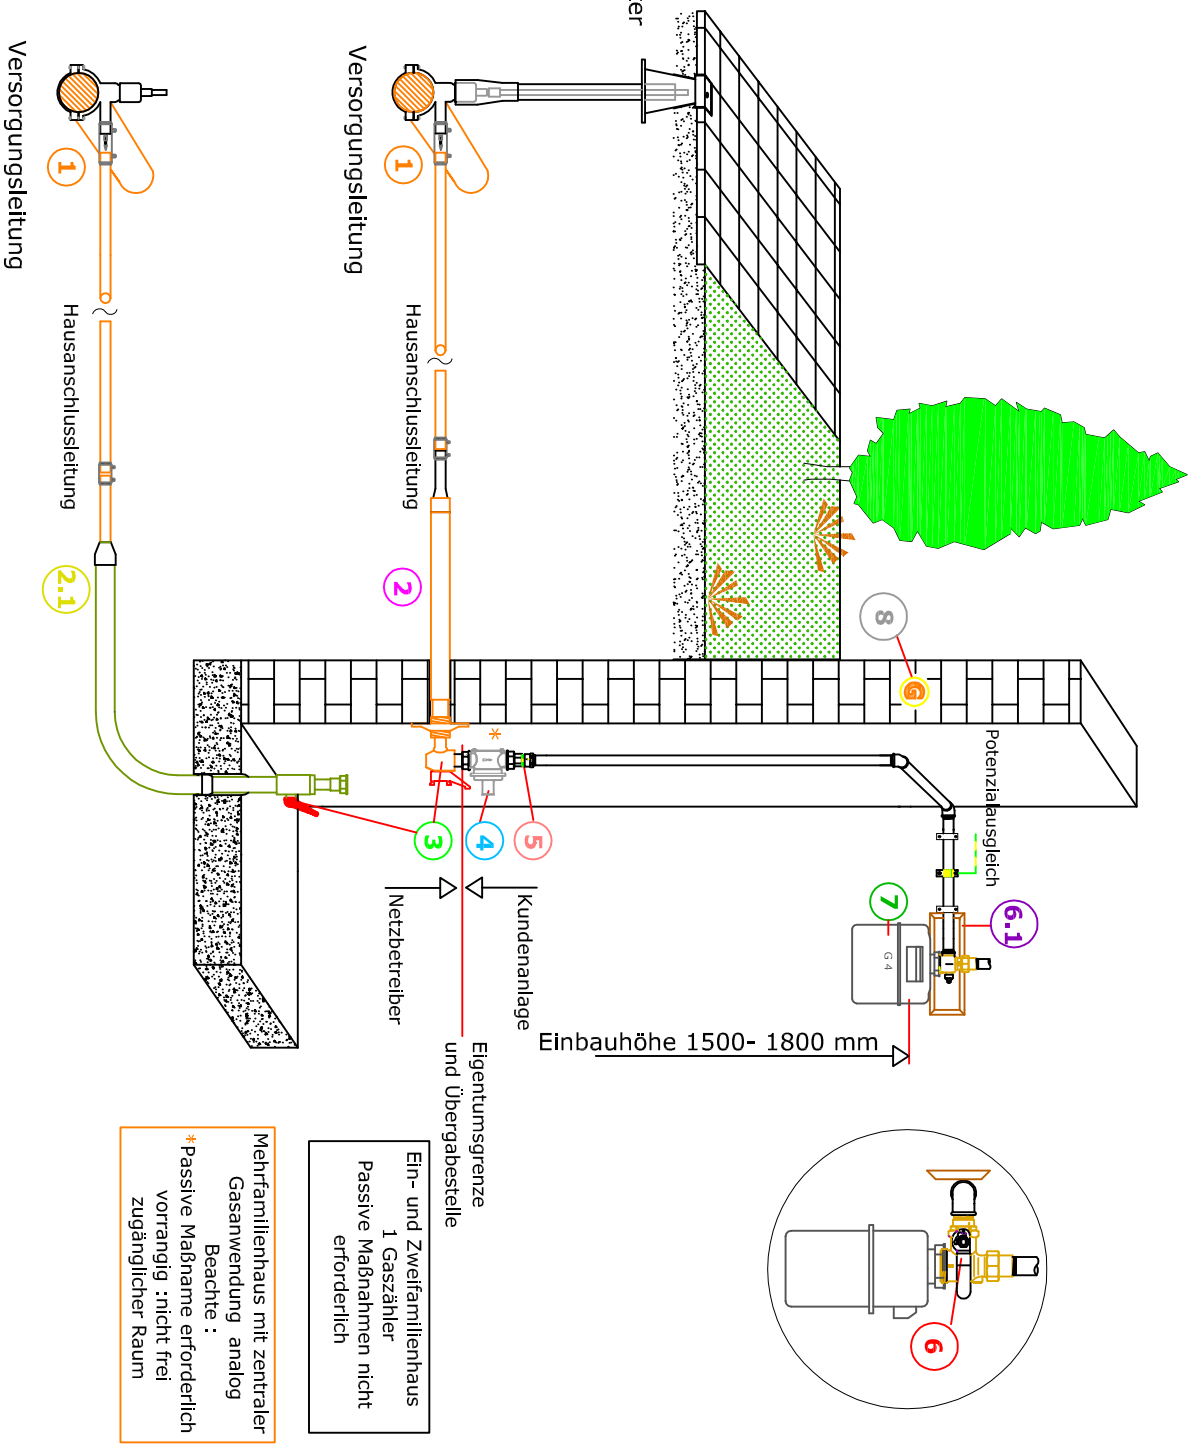 Versorgungsleitung
Versorgungsleitung
Hausanschlussleitung
Hausanschlussleitung
1
1
2
2.1
3
4
5
6
6.1
7
8
G
G 4
*
Potenzialausgleich
Kundenanlage
Netzbetreiber
Eigentumsgrenze
und Übergabestelle
Einbauhöhe 1500- 1800 mm
Ein- und Zweifamilienhaus
1 Gaszähler
Passive Maßnahmen nicht
erforderlich
Mehrfamilienhaus mit zentraler
Gasanwendung analog
Beachte :
*Passive Maßname erforderlich
vorrangig :nicht frei
zugänglicher Raum